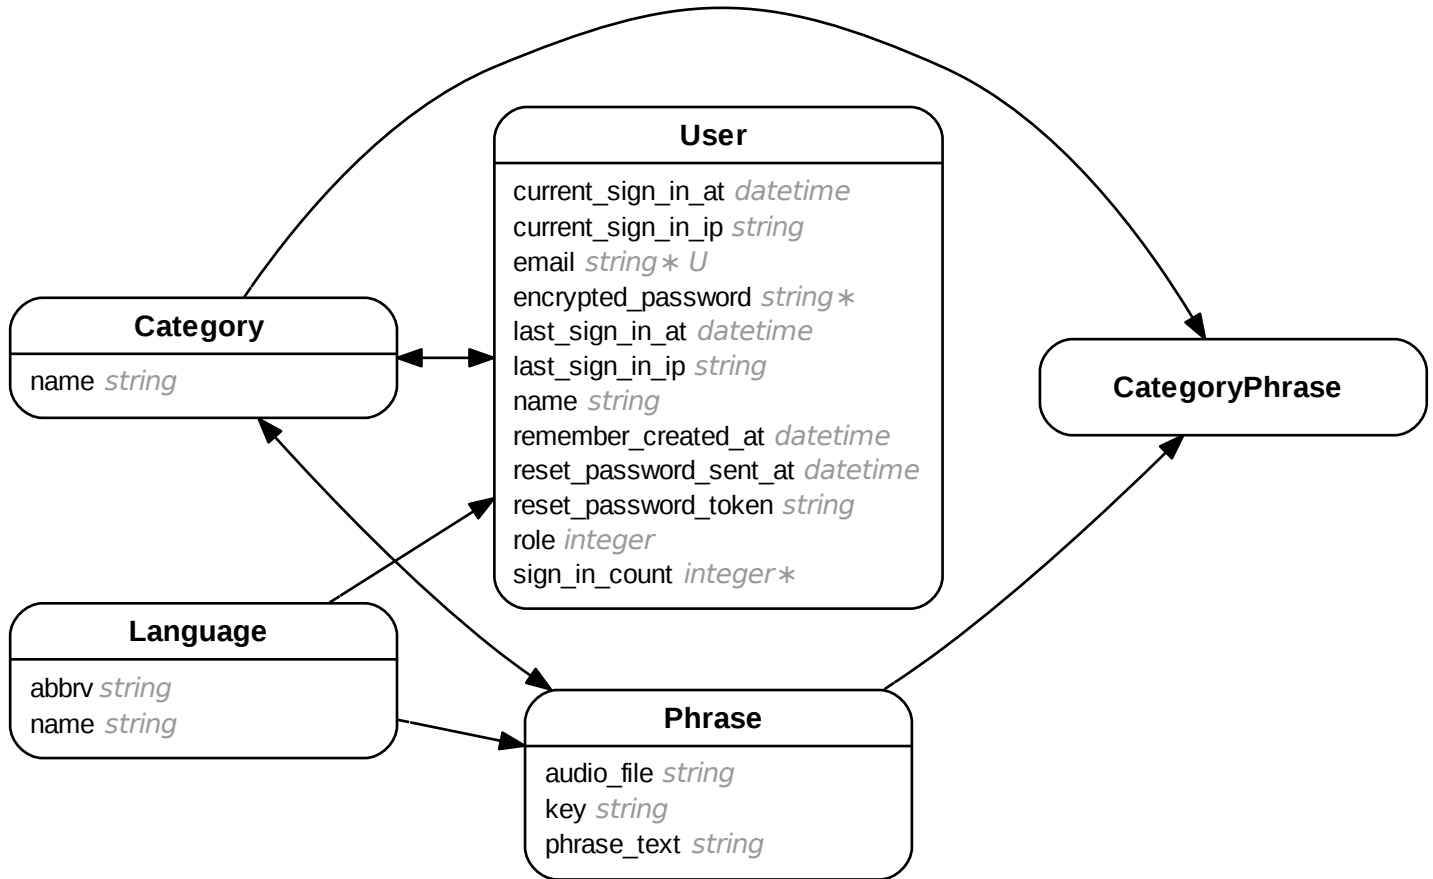 User
current_sign_in_at datetime
current_sign_in_ip string
email string∗ U
encrypted_password string∗
last_sign_in_at datetime
last_sign_in_ip string
name string
remember_created_at datetime
reset_password_sent_at datetime
reset_password_token string
role integer
sign_in_count integer∗
Category
name string
CategoryPhrase
Language
abbrv string
name string
Phrase
audio_file string
key string
phrase_text string